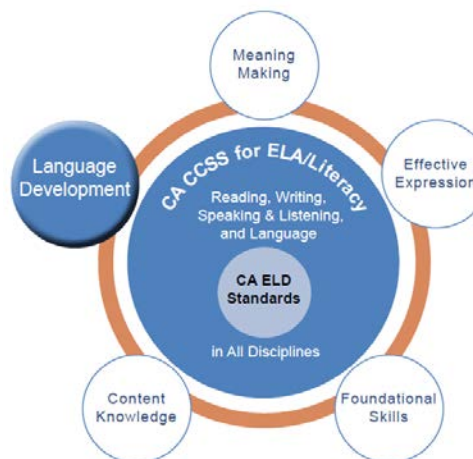 Meaning
Making
Language
Development
Effective
Expression
CA CCSS for ELA/Literacy
Reading, Writing,
Speaking & Listening,
and Language
CA ELD
Standards
in All Disciplines
Content
Knowledge
Foundational
Skills